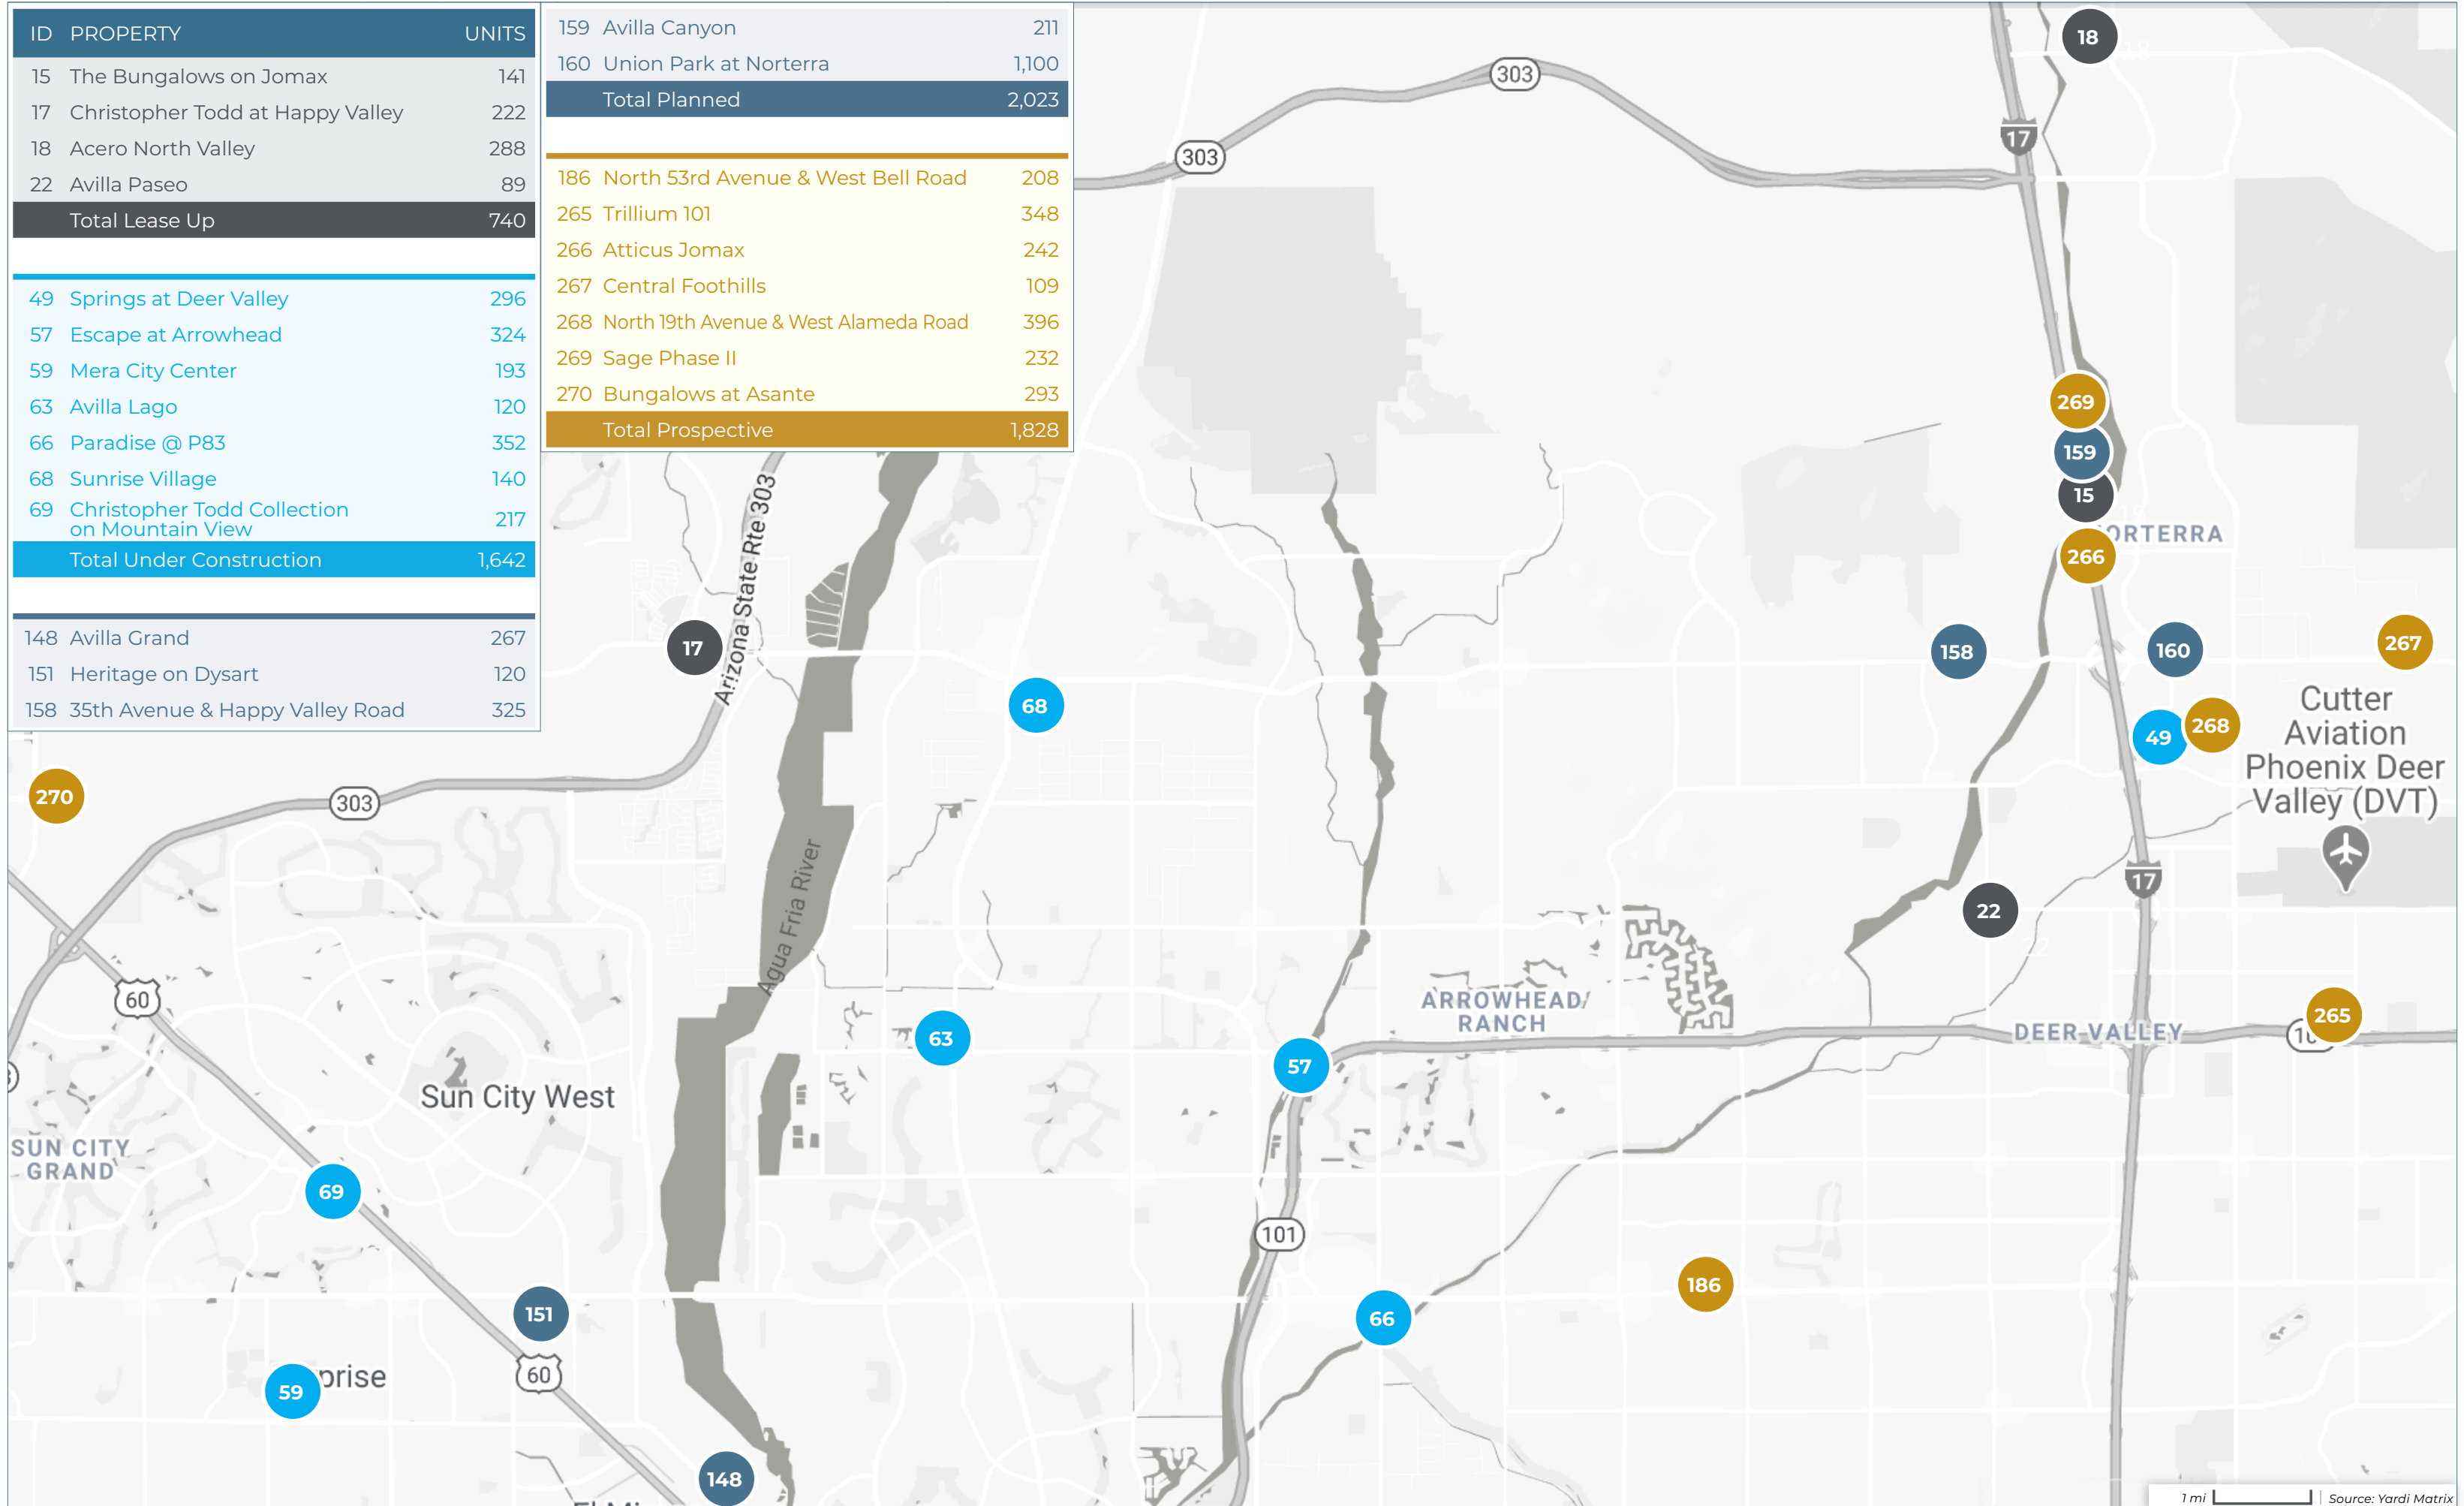 ID PROPERTY UNITS
15 The Bungalows on Jomax 141
17 Christopher Todd at Happy Valley 222
18 Acero North Valley 288
22 Avilla Paseo 89
Total Lease Up 740
49 Springs at Deer Valley 296
57 Escape at Arrowhead 324
59 Mera City Center 193
63 Avilla Lago 120
66 Paradise @ P83 352
68 Sunrise Village 140
69 Christopher Todd Collection
on Mountain View 217
Total Under Construction 1,642
148 Avilla Grand 267
151 Heritage on Dysart 120
158 35th Avenue & Happy Valley Road 325
159 Avilla Canyon 211
160 Union Park at Norterra 1,100
Total Planned 2,023
186 North 53rd Avenue & West Bell Road 208
265 Trillium 101 348
266 Atticus Jomax 242
267 Central Foothills 109
268 North 19th Avenue & West Alameda Road 396
269 Sage Phase II 232
270 Bungalows at Asante 293
Total Prospective 1,828
18
303
17
303
269
159
15
ORTERRA
266
Arizona State Rte 303
17
158
160
267
68
Cutter
Aviation
Phoenix Deer
Valley (DVT)
268
49
270
303
Agua Fria River
17
22
60
ARROWHEAD
RANCH
265
DEER VALLEY
63
57
Sun City West
SUN CITY
GRAND
69
101
186
151
66
60
59
prise
148
1 mi
Source: Yardi Matrix